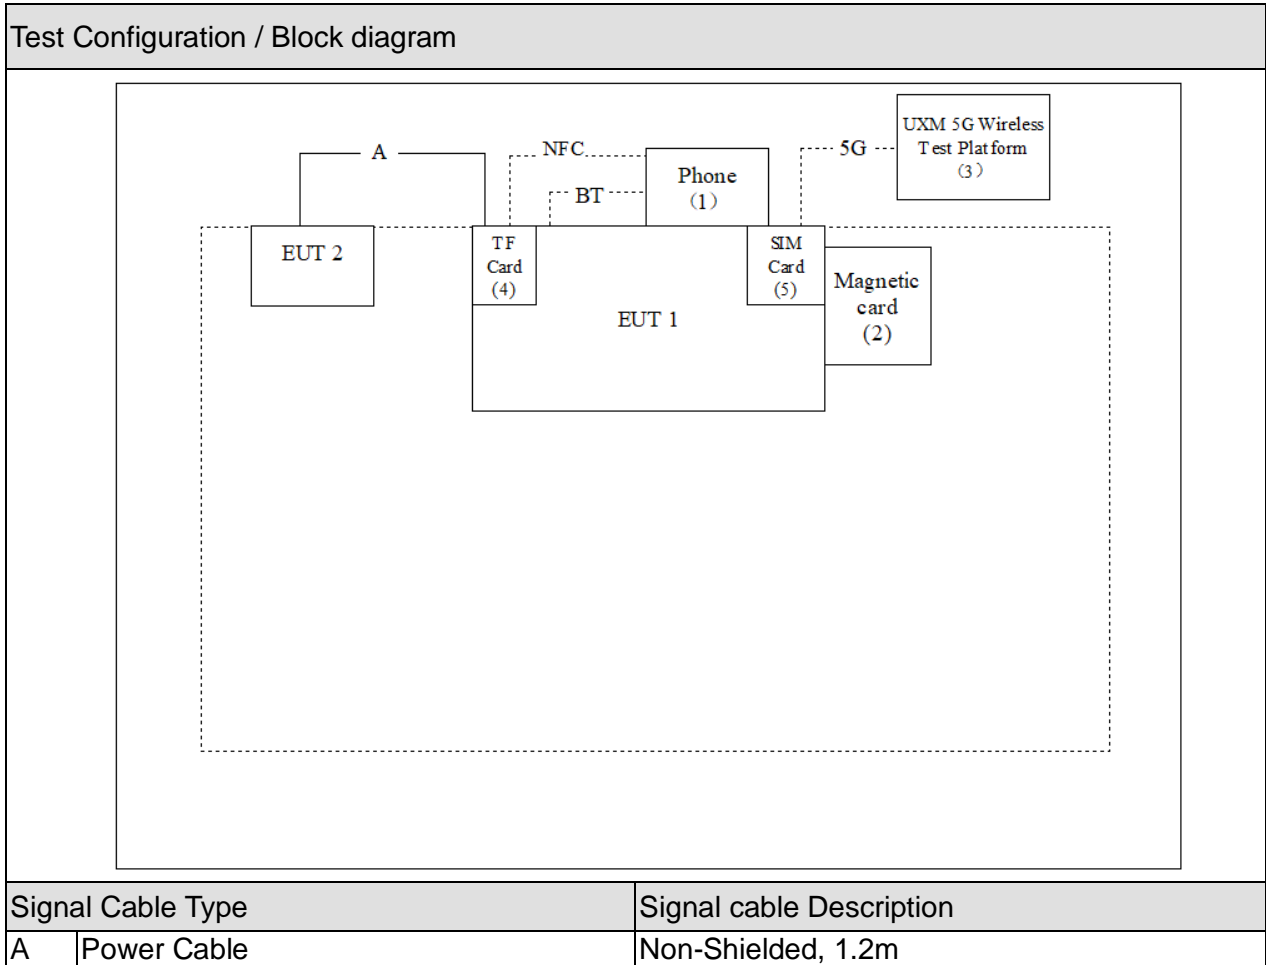 Test Configuration / Block diagram
UXM 5G Wireless
Test Platform
(3)
A
NFC
5G
BT
Phone
(1)
EUT 2
TF
Card
(4)
SIM
Card
(5)
Magnetic
card
(2)
EUT 1
Signal Cable Type
Signal cable Description
A
Power Cable
Non-Shielded, 1.2m